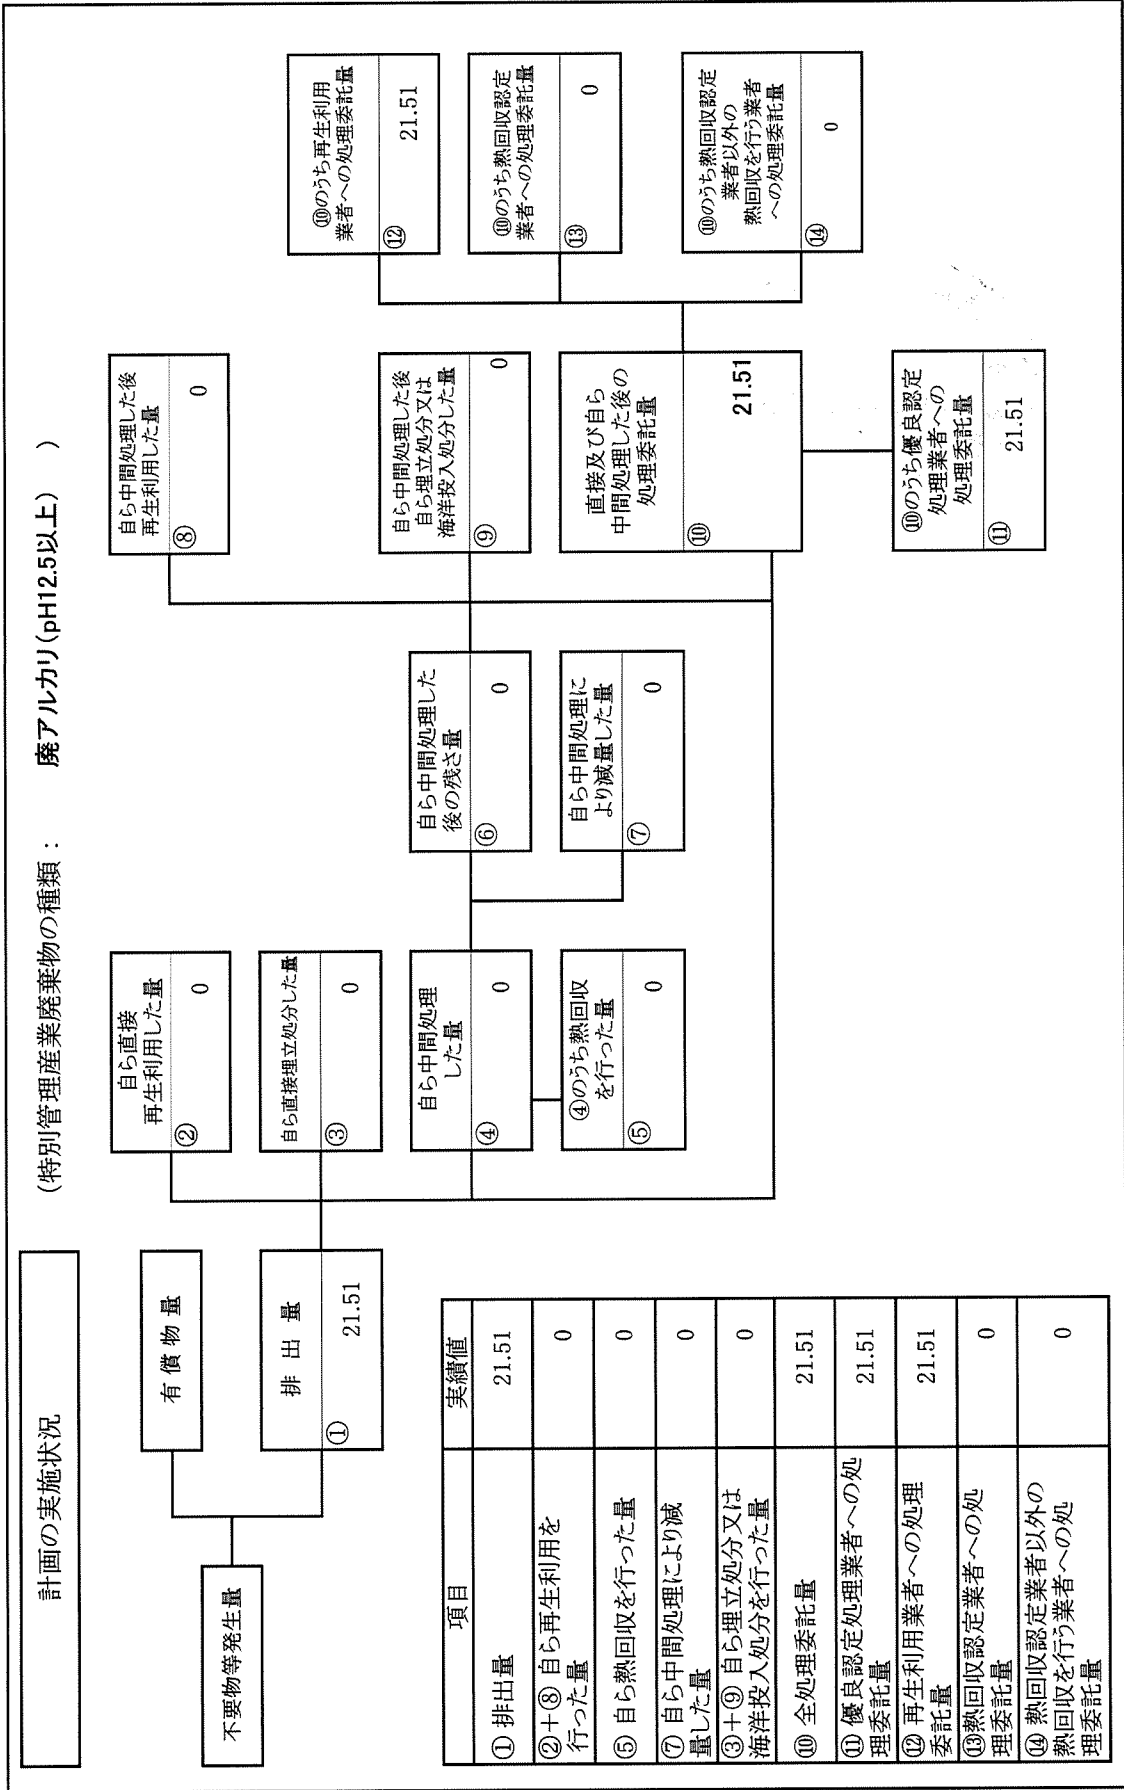 計画の実施状況
(特別管理産業廃棄物の種類： 廃アルカリ(pH12.5以上) )
不要物等発生量
有 償 物 量
排 出 量
① 21.51
自ら直接
再生利用した量
② 0
自ら直接埋立処分した量
③ 0
自ら中間処理
した量
④ 0
④のうち熱回収
を行った量
⑤ 0
自ら中間処理した
後の残さ量
⑥ 0
自ら中間処理に
より減量した量
⑦ 0
自ら中間処理した後
再生利用した量
⑧ 0
自ら中間処理した後
自ら埋立処分又は
海洋投入処分した量
⑨ 0
直接及び自ら
中間処理した後の
処理委託量
⑩ 21.51
⑩のうち優良認定
処理業者への
処理委託量
⑪ 21.51
⑩のうち再生利用
業者への処理委託量
⑫ 21.51
⑩のうち熱回収認定
業者への処理委託量
⑬ 0
⑩のうち熱回収認定
業者以外の
熱回収を行う業者
への処理委託量
⑭ 0
項目 実績値
① 排出量 21.51
②＋⑧ 自ら再生利用を
行った量 0
⑤ 自ら熱回収を行った量 0
⑦ 自ら中間処理により減
量した量 0
③＋⑨ 自ら埋立処分又は
海洋投入処分を行った量 0
⑩ 全処理委託量 21.51
⑪ 優良認定処理業者への処
理委託量 21.51
⑫ 再生利用業者への処理
委託量 21.51
⑬熱回収認定業者への処
理委託量 0
⑭ 熱回収認定業者以外の
熱回収を行う業者への処
理委託量 0